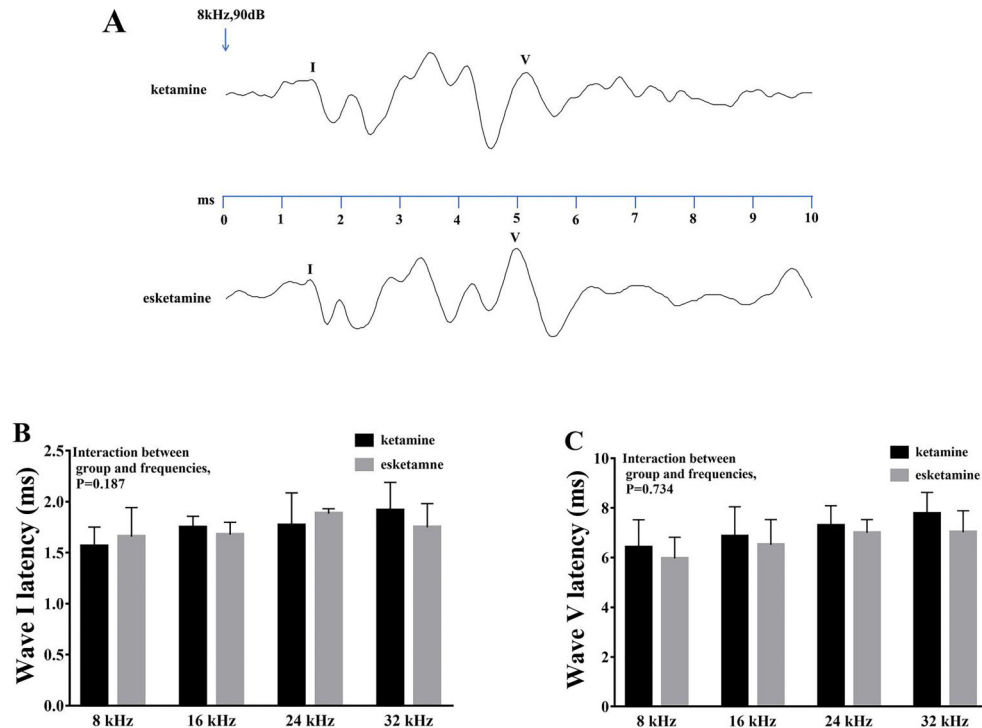 A
8kHz,90dB
I
V
ketamine
ms
0 1 2 3 4 5 6 7 8 9 10
I
V
esketamine
B
Interaction between
group and frequencies,
P=0.187
ketamine
esketamne
Wave I latency (ms)
2.5
2.0
1.5
1.0
0.5
0.0
8 kHz 16 kHz 24 kHz 32 kHz
C
Interaction between
group and frequencies,
P=0.734
ketamine
esketamine
Wave V latency (ms)
10
8
6
4
2
0
8 kHz 16 kHz 24 kHz 32 kHz